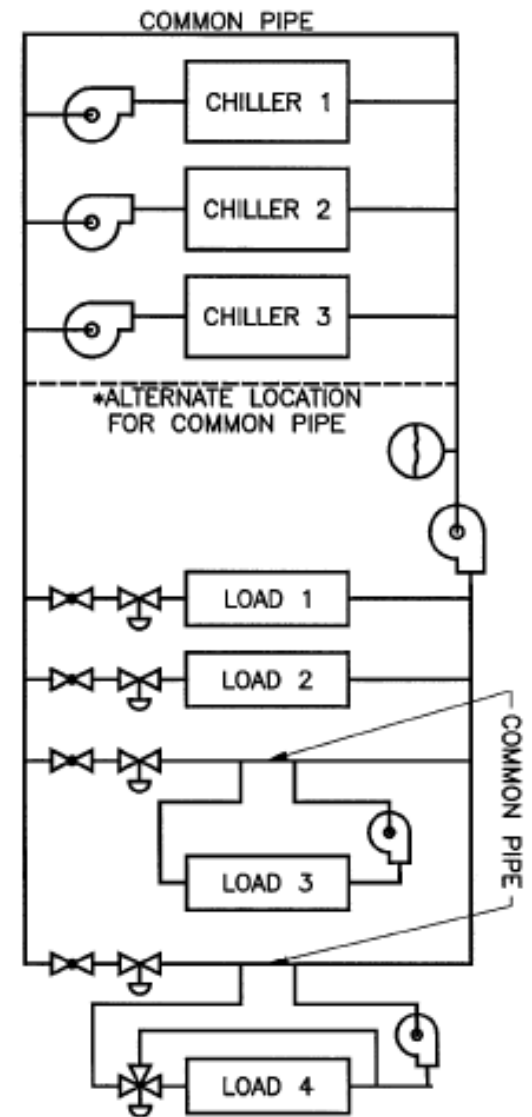 COMMON PIPE
CHILLER 1
CHILLER 2
CHILLER 3
*ALTERNATE LOCATION
FOR COMMON PIPE
LOAD 1
LOAD 2
COMMON PIPE
LOAD 3
LOAD 4